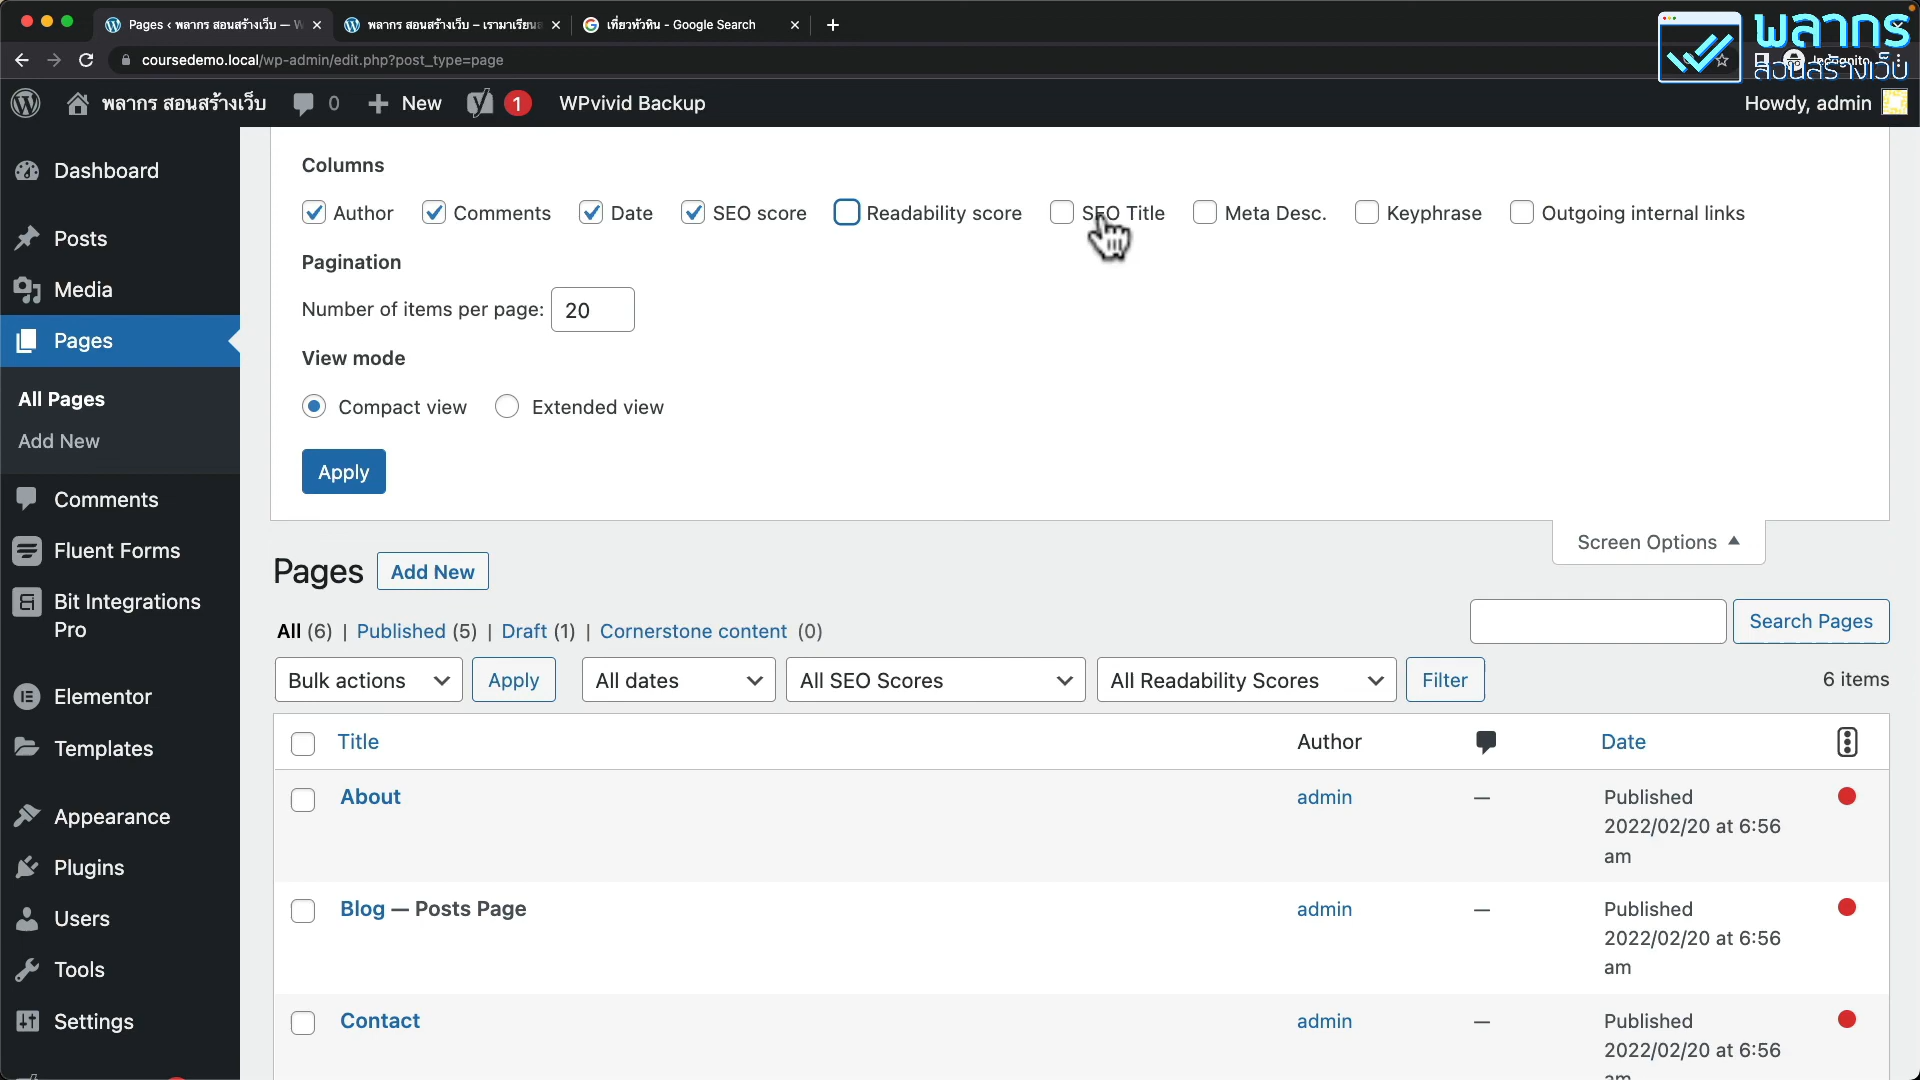 Pages < พลากร สอนสร้างเว็บ — W
พลากร สอนสร้างเว็บ – เรามาเรียน
เที่ยวหัวหิน - Google Search
coursedemo.local/wp-admin/edit.php?post_type=page
พลากร
สอนสร้างเว็บ
พลากร สอนสร้างเว็บ
0
New
1
WPvivid Backup
Howdy, admin
Dashboard
Posts
Media
Pages
All Pages
Add New
Comments
Fluent Forms
Bit Integrations
Pro
Elementor
Templates
Appearance
Plugins
Users
Tools
Settings
Columns
Author Comments Date SEO score Readability score SEO Title Meta Desc. Keyphrase Outgoing internal links
Pagination
Number of items per page: 20
View mode
Compact view Extended view
Apply
Screen Options
Pages Add New
All (6) | Published (5) | Draft (1) | Cornerstone content (0)
Search Pages
Bulk actions Apply All dates All SEO Scores All Readability Scores Filter 6 items
Title Author Date
About admin — Published
2022/02/20 at 6:56
am
Blog — Posts Page admin — Published
2022/02/20 at 6:56
am
Contact admin — Published
2022/02/20 at 6:56